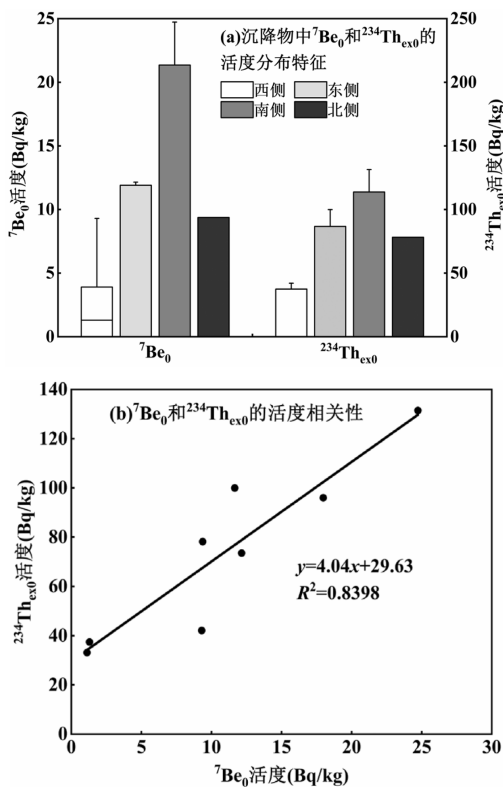 (a)沉降物中⁷Be₀和²³⁴Thₑₓ₀的
活度分布特征
西侧 东侧
南侧 北侧
25
20
15
10
5
0
⁷Be₀活度(Bq/kg)
250
200
150
100
50
0
²³⁴Thₑₓ₀活度(Bq/kg)
⁷Be₀ ²³⁴Thₑₓ₀
(b)⁷Be₀和²³⁴Thₑₓ₀的活度相关性
140
120
100
80
60
40
20
0
²³⁴Thₑₓ₀活度(Bq/kg)
y=4.04x+29.63
R²=0.8398
0 5 10 15 20 25 30
⁷Be₀活度(Bq/kg)